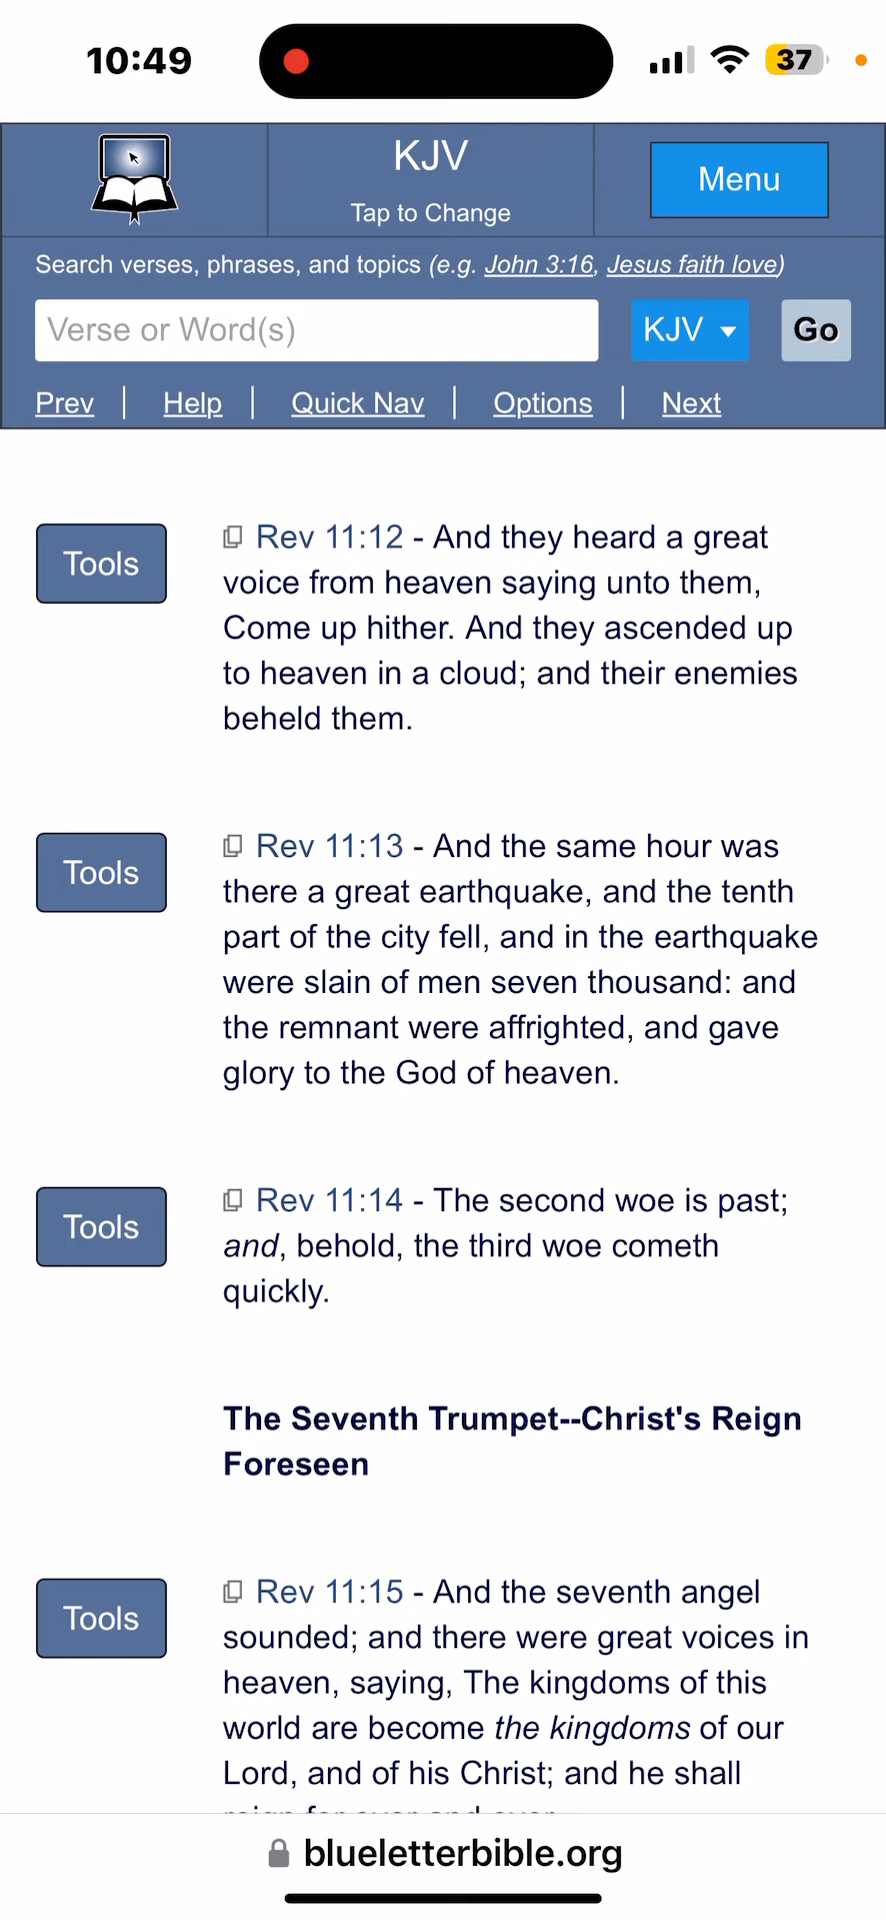 10:49
37
KJV
Tap to Change
Menu
Search verses, phrases, and topics (e.g. John 3:16, Jesus faith love)
Verse or Word(s)
KJV
Go
Prev | Help | Quick Nav | Options | Next
Tools
Rev 11:12 - And they heard a great
voice from heaven saying unto them,
Come up hither. And they ascended up
to heaven in a cloud; and their enemies
beheld them.
Tools
Rev 11:13 - And the same hour was
there a great earthquake, and the tenth
part of the city fell, and in the earthquake
were slain of men seven thousand: and
the remnant were affrighted, and gave
glory to the God of heaven.
Tools
Rev 11:14 - The second woe is past;
and, behold, the third woe cometh
quickly.
The Seventh Trumpet--Christ's Reign
Foreseen
Tools
Rev 11:15 - And the seventh angel
sounded; and there were great voices in
heaven, saying, The kingdoms of this
world are become the kingdoms of our
Lord, and of his Christ; and he shall
blueletterbible.org